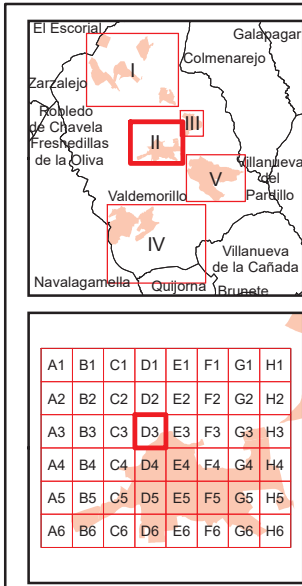 El Escorial
Galapagar
I
Colmenarejo
Zarzalejo
III
Robledo
de Chavela
Fresnedillas
de la Oliva
II
V
Villanueva
del
Pardillo
Valdemorillo
IV
Villanueva
de la Cañada
Navalagamella
Quijorna
Brunete
A1 B1 C1 D1 E1 F1 G1 H1
A2 B2 C2 D2 E2 F2 G2 H2
A3 B3 C3 D3 E3 F3 G3 H3
A4 B4 C4 D4 E4 F4 G4 H4
A5 B5 C5 D5 E5 F5 G5 H5
A6 B6 C6 D6 E6 F6 G6 H6